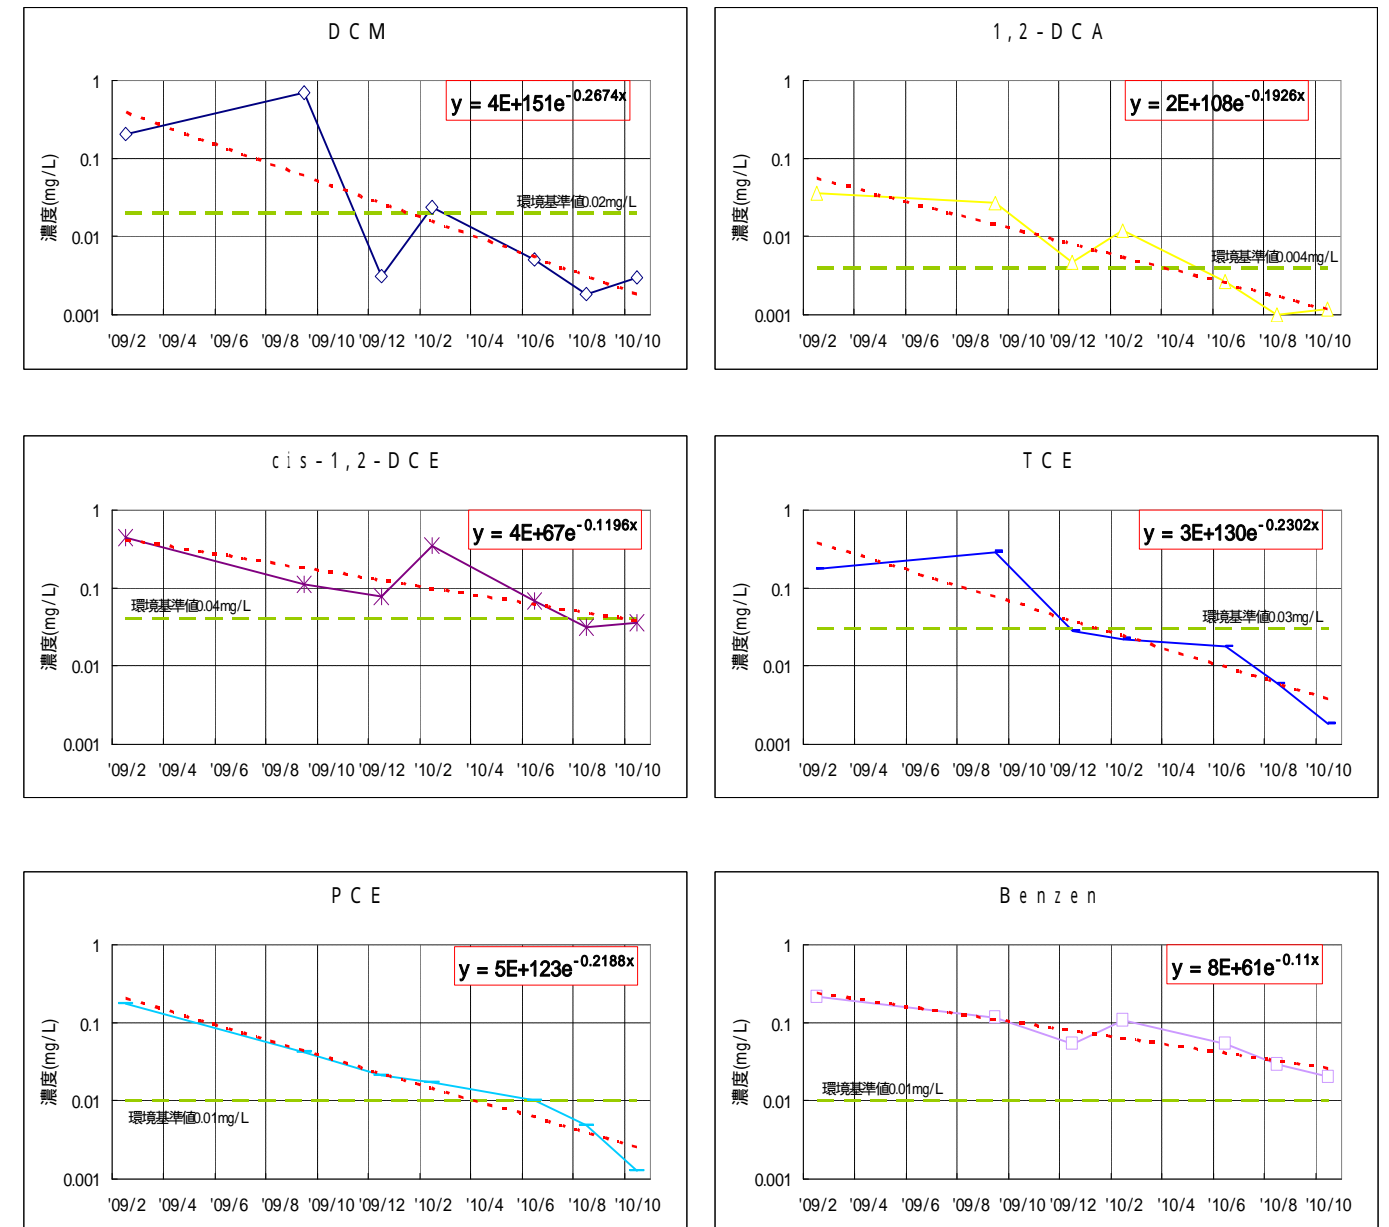 DCM
y = 4E+151e-0.2674x
1
0.1
0.01
0.001
濃度(mg/L)
環境基準値0.02mg/L
'09/2 '09/4 '09/6 '09/8 '09/10 '09/12 '10/2 '10/4 '10/6 '10/8 '10/10
1,2-DCA
y = 2E+108e-0.1926x
1
0.1
0.01
0.001
濃度(mg/L)
環境基準値0.004mg/L
'09/2 '09/4 '09/6 '09/8 '09/10 '09/12 '10/2 '10/4 '10/6 '10/8 '10/10
cis-1,2-DCE
y = 4E+67e-0.1196x
1
0.1
0.01
0.001
濃度(mg/L)
環境基準値0.04mg/L
'09/2 '09/4 '09/6 '09/8 '09/10 '09/12 '10/2 '10/4 '10/6 '10/8 '10/10
TCE
y = 3E+130e-0.2302x
1
0.1
0.01
0.001
濃度(mg/L)
環境基準値0.03mg/L
'09/2 '09/4 '09/6 '09/8 '09/10 '09/12 '10/2 '10/4 '10/6 '10/8 '10/10
PCE
y = 5E+123e-0.2188x
1
0.1
0.01
0.001
濃度(mg/L)
環境基準値0.01mg/L
'09/2 '09/4 '09/6 '09/8 '09/10 '09/12 '10/2 '10/4 '10/6 '10/8 '10/10
Benzen
y = 8E+61e-0.11x
1
0.1
0.01
0.001
濃度(mg/L)
環境基準値0.01mg/L
'09/2 '09/4 '09/6 '09/8 '09/10 '09/12 '10/2 '10/4 '10/6 '10/8 '10/10